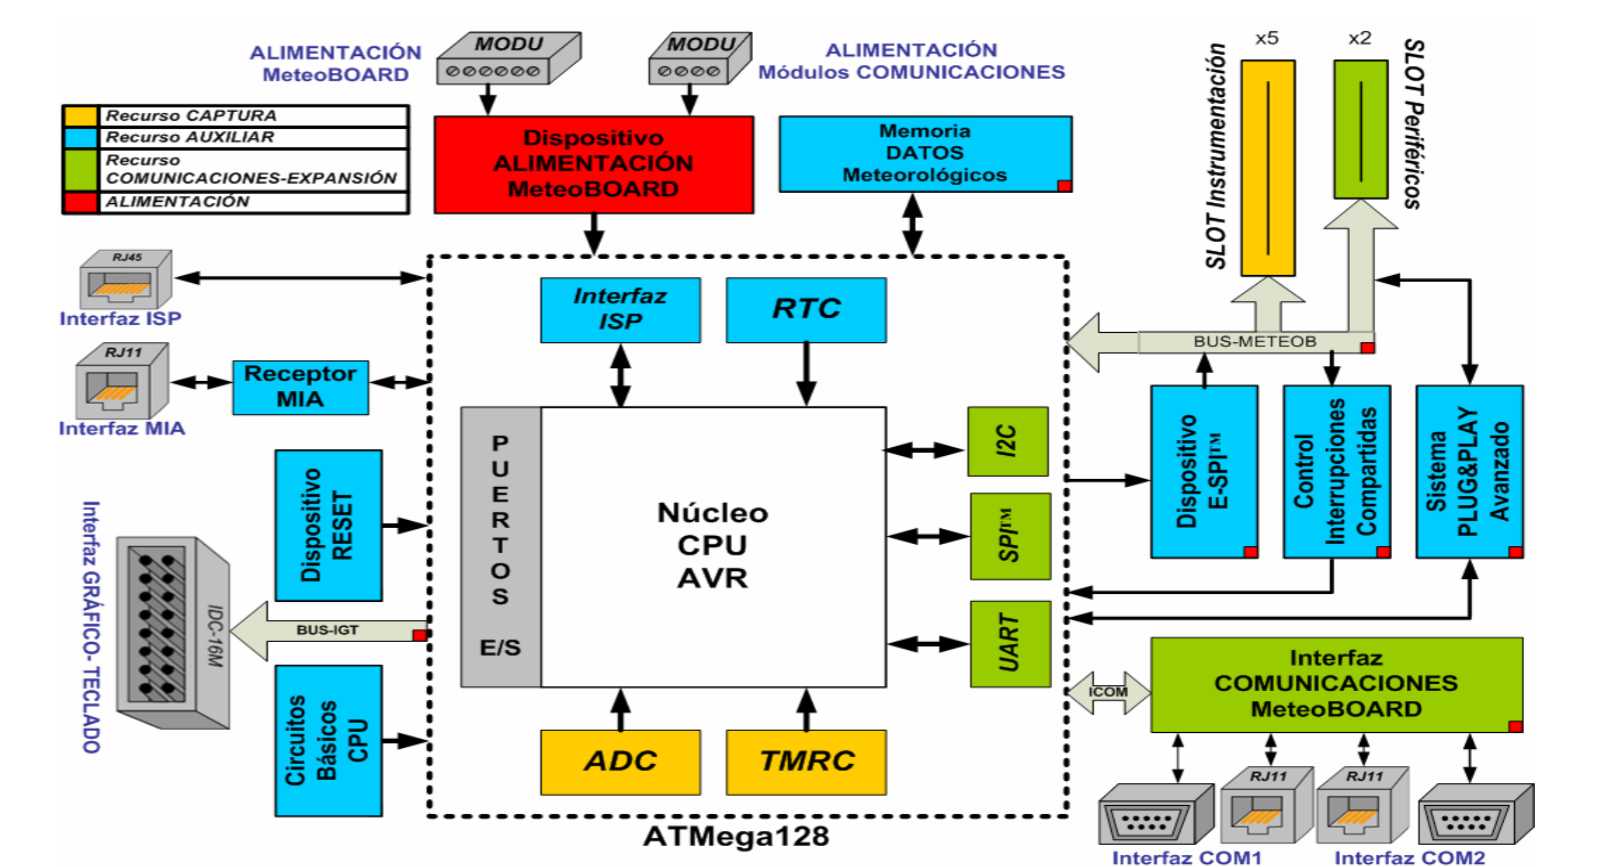 ALIMENTACIÓN
MeteoBOARD
MODU
MODU
ALIMENTACIÓN
Módulos COMUNICACIONES
x5
x2
SLOT Instrumentación
SLOT Periféricos
Recurso CAPTURA
Recurso AUXILIAR
Recurso
COMUNICACIONES-EXPANSIÓN
ALIMENTACIÓN
Dispositivo
ALIMENTACIÓN
MeteoBOARD
Memoria
DATOS
Meteorológicos
RJ45
Interfaz ISP
RJ11
Interfaz MIA
Receptor
MIA
Interfaz
ISP
RTC
BUS-METEOB
Dispositivo
E-SPI™
Control
Interrupciones
Compartidas
Sistema
PLUG&PLAY
Avanzado
PUERTOS
E/S
Núcleo
CPU
AVR
I2C
SPI™
UART
Dispositivo
RESET
Interfaz GRÁFICO- TECLADO
IDC-16M
BUS-IGT
Circuitos
Básicos
CPU
ADC
TMRC
ATMega128
ICOM
Interfaz
COMUNICACIONES
MeteoBOARD
RJ11
RJ11
Interfaz COM1
Interfaz COM2